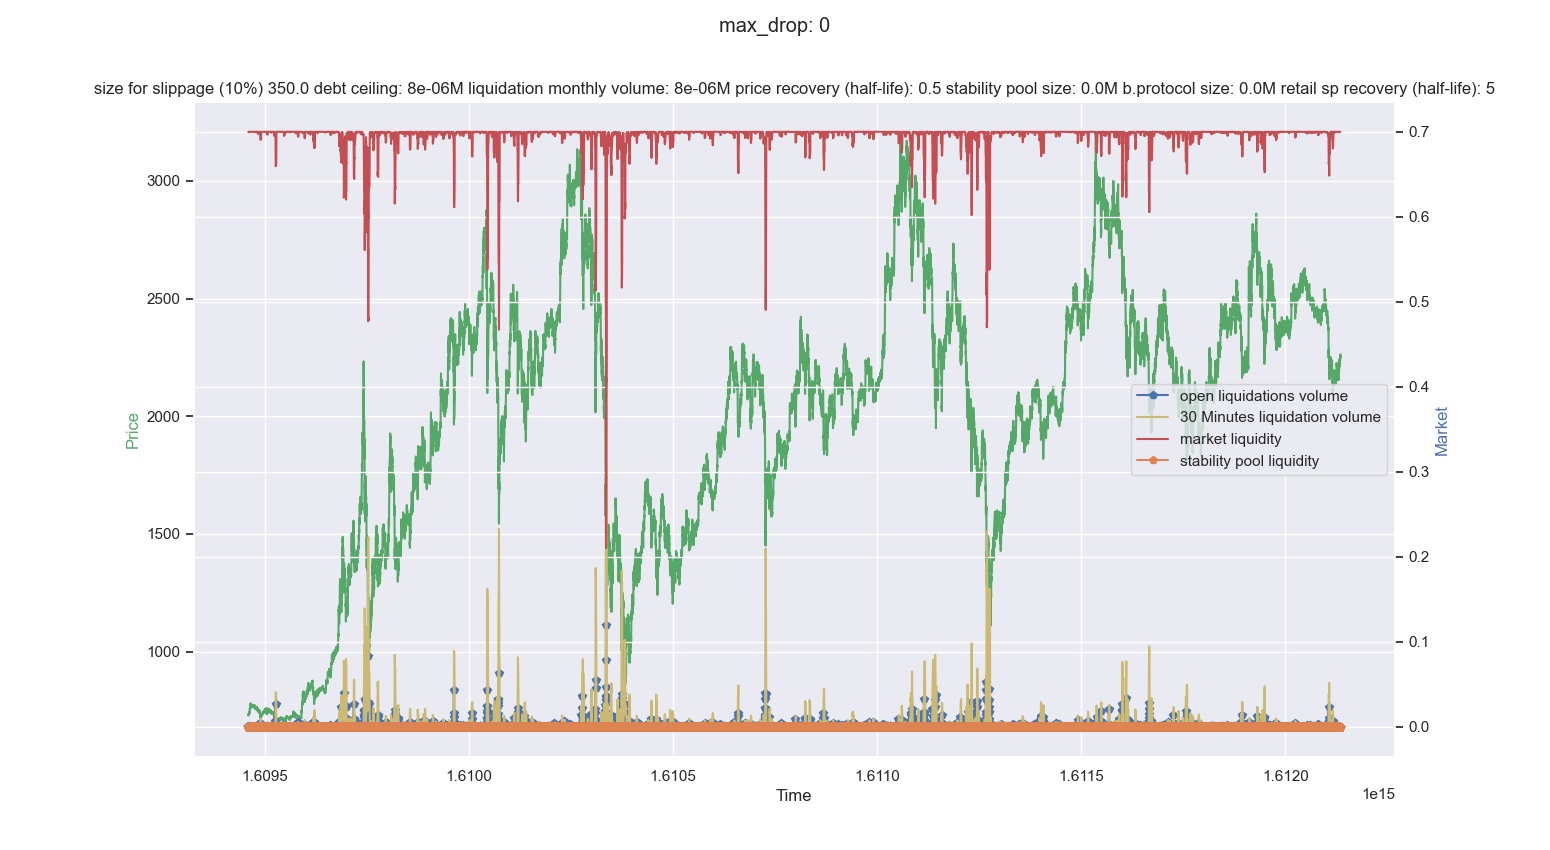 max_drop: 0
size for slippage (10%) 350.0 debt ceiling: 8e-06M liquidation monthly volume: 8e-06M price recovery (half-life): 0.5 stability pool size: 0.0M b.protocol size: 0.0M retail sp recovery (half-life): 5
3000
2500
2000
1500
1000
Price
0.7
0.6
0.5
0.4
0.3
0.2
0.1
0.0
Market
open liquidations volume
30 Minutes liquidation volume
market liquidity
stability pool liquidity
1.6095
1.6100
1.6105
1.6110
1.6115
1.6120
Time
1e15